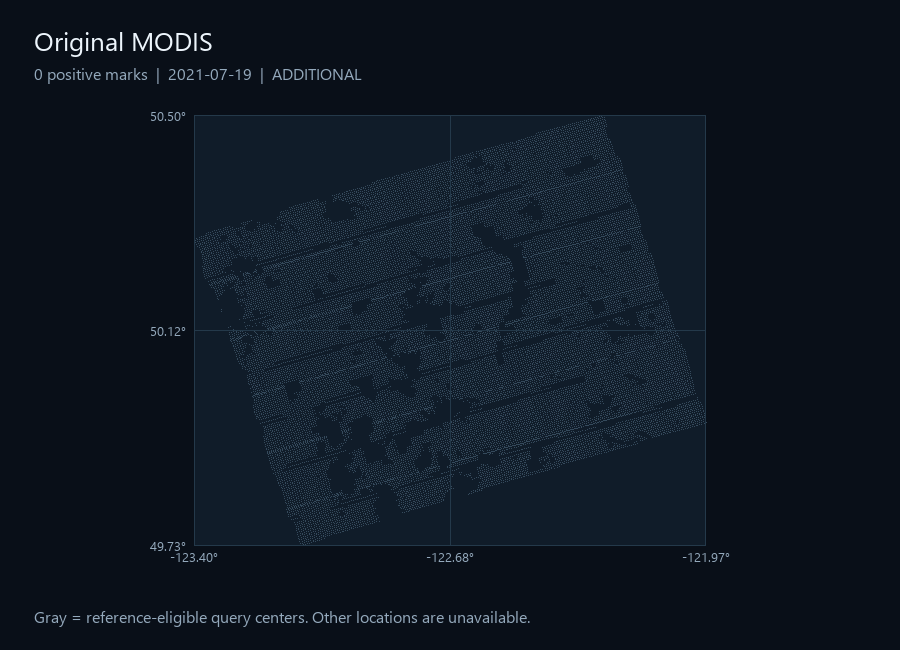 Original MODIS
0 positive marks | 2021-07-19 | ADDITIONAL
50.50°
50.12°
49.73°
-123.40°
-122.68°
-121.97°
Gray = reference-eligible query centers. Other locations are unavailable.